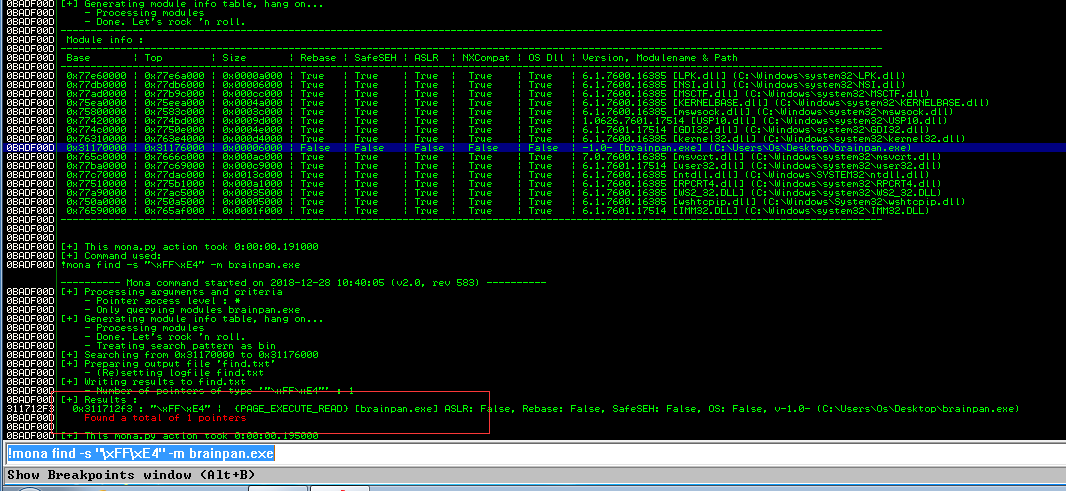 0BADF00D [+] Generating module info table, hang on...
0BADF00D - Processing modules
0BADF00D - Done. Let's rock 'n roll.
0BADF00D ----------------------------------------------------------------------
0BADF00D Module info :
0BADF00D ----------------------------------------------------------------------
0BADF00D Base | Top | Size | Rebase | SafeSEH | ASLR | NXCompat | OS Dll | Version, Modulename & Path
0BADF00D ----------------------------------------------------------------------
0BADF00D 0x77e60000 | 0x77e6a000 | 0x0000a000 | True | True | True | True | True | 6.1.7600.16385 [LPK.dll] (C:\Windows\system32\LPK.dll)
0BADF00D 0x77db0000 | 0x77db6000 | 0x00006000 | True | True | True | True | True | 6.1.7600.16385 [NSI.dll] (C:\Windows\system32\NSI.dll)
0BADF00D 0x77ad0000 | 0x77b9c000 | 0x000cc000 | True | True | True | True | True | 6.1.7600.16385 [MSCTF.dll] (C:\Windows\system32\MSCTF.dll)
0BADF00D 0x75ea0000 | 0x75eea000 | 0x0004a000 | True | True | True | True | True | 6.1.7600.16385 [KERNELBASE.dll] (C:\Windows\system32\KERNELBASE.dll)
0BADF00D 0x75800000 | 0x7583c000 | 0x0003c000 | True | True | True | True | True | 6.1.7600.16385 [mswsock.dll] (C:\Windows\system32\mswsock.dll)
0BADF00D 0x77420000 | 0x774bd000 | 0x0009d000 | True | True | True | True | True | 1.0626.7601.17514 [USP10.dll] (C:\Windows\system32\USP10.dll)
0BADF00D 0x774c0000 | 0x7750e000 | 0x0004e000 | True | True | True | True | True | 6.1.7601.17514 [GDI32.dll] (C:\Windows\system32\GDI32.dll)
0BADF00D 0x76310000 | 0x763e4000 | 0x000d4000 | True | True | True | True | True | 6.1.7600.16385 [kernel32.dll] (C:\Windows\system32\kernel32.dll)
0BADF00D 0x31170000 | 0x31176000 | 0x00006000 | False | False | False | False | False | -1.0- [brainpan.exe] (C:\Users\Os\Desktop\brainpan.exe)
0BADF00D 0x765c0000 | 0x7666c000 | 0x000ac000 | True | True | True | True | True | 7.0.7600.16385 [msvcrt.dll] (C:\Windows\system32\msvcrt.dll)
0BADF00D 0x77ba0000 | 0x77c69000 | 0x000c9000 | True | True | True | True | True | 6.1.7601.17514 [user32.dll] (C:\Windows\system32\user32.dll)
0BADF00D 0x77c70000 | 0x77dac000 | 0x0013c000 | True | True | True | True | True | 6.1.7600.16385 [ntdll.dll] (C:\Windows\SYSTEM32\ntdll.dll)
0BADF00D 0x77510000 | 0x775b1000 | 0x000a1000 | True | True | True | True | True | 6.1.7600.16385 [RPCRT4.dll] (C:\Windows\system32\RPCRT4.dll)
0BADF00D 0x77a90000 | 0x77ac5000 | 0x00035000 | True | True | True | True | True | 6.1.7600.16385 [WS2_32.DLL] (C:\Windows\system32\WS2_32.DLL)
0BADF00D 0x750a0000 | 0x750a5000 | 0x00005000 | True | True | True | True | True | 6.1.7600.16385 [wshtcpip.dll] (C:\Windows\System32\wshtcpip.dll)
0BADF00D 0x76590000 | 0x765af000 | 0x0001f000 | True | True | True | True | True | 6.1.7601.17514 [IMM32.DLL] (C:\Windows\system32\IMM32.DLL)
0BADF00D ----------------------------------------------------------------------
0BADF00D
0BADF00D
0BADF00D [+] This mona.py action took 0:00:00.191000
0BADF00D [+] Command used:
0BADF00D !mona find -s "\xFF\xE4" -m brainpan.exe
---------- Mona command started on 2018-12-28 10:40:05 (v2.0, rev 583) ----------
0BADF00D [+] Processing arguments and criteria
0BADF00D - Pointer access level : *
0BADF00D - Only querying modules brainpan.exe
0BADF00D [+] Generating module info table, hang on...
0BADF00D - Processing modules
0BADF00D - Done. Let's rock 'n roll.
0BADF00D - Treating search pattern as bin
0BADF00D [+] Searching from 0x31170000 to 0x31176000
0BADF00D [+] Preparing output file 'find.txt'
0BADF00D - (Re)setting logfile find.txt
0BADF00D [+] Writing results to find.txt
0BADF00D - Number of pointers of type '"\xFF\xE4"' : 1
0BADF00D [+] Results :
311712F3 0x311712f3 : "\xFF\xE4" | {PAGE_EXECUTE_READ} [brainpan.exe] ASLR: False, Rebase: False, SafeSEH: False, OS: False, v-1.0- (C:\Users\Os\Desktop\brainpan.exe)
0BADF00D Found a total of 1 pointers
0BADF00D
0BADF00D [+] This mona.py action took 0:00:00.195000
!mona find -s "\xFF\xE4" -m brainpan.exe
Show Breakpoints window (Alt+B)